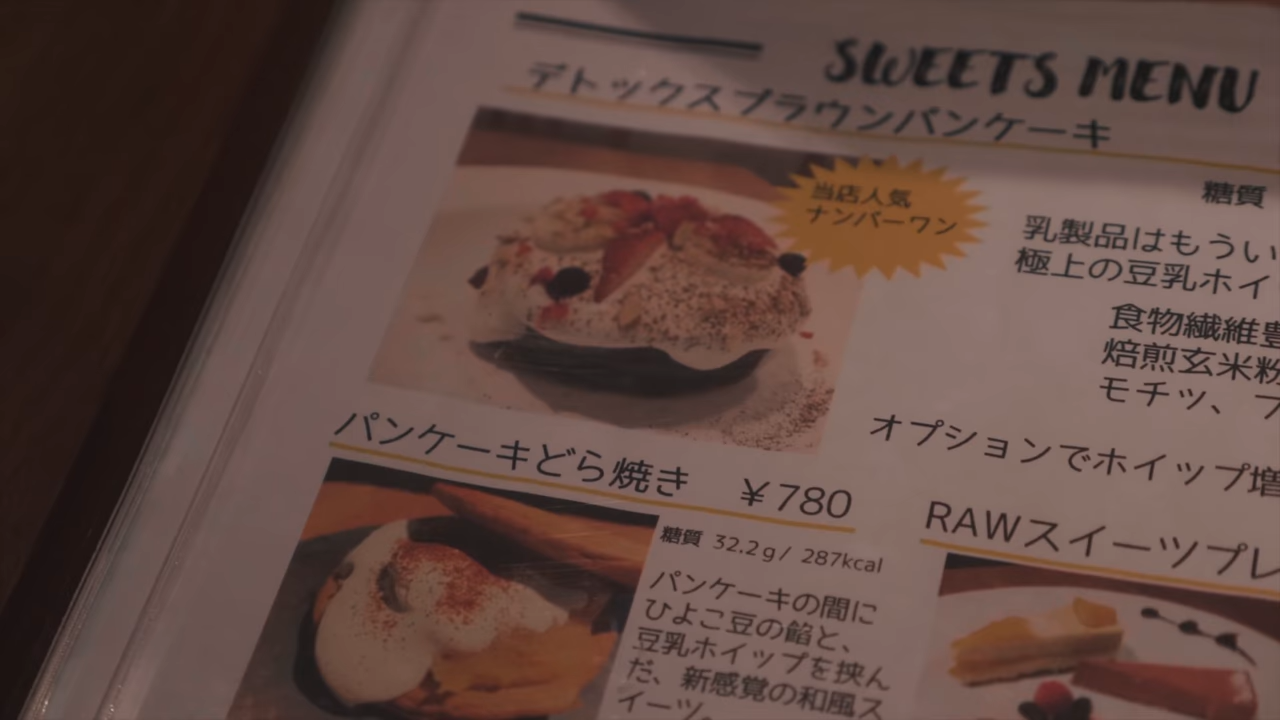 SWEETS MENU
デトックスブラウンパンケーキ
当店人気
ナンバーワン
糖質
乳製品はもうい
極上の豆乳ホイ
食物繊維豊
焙煎玄米粉
モチッ、フ
オプションでホイップ増
パンケーキどら焼き ￥780
糖質 32.2g/ 287kcal
パンケーキの間に
ひよこ豆の餡と、
豆乳ホイップを挟ん
だ、新感覚の和風ス
イーツ。
RAWスイーツプレ